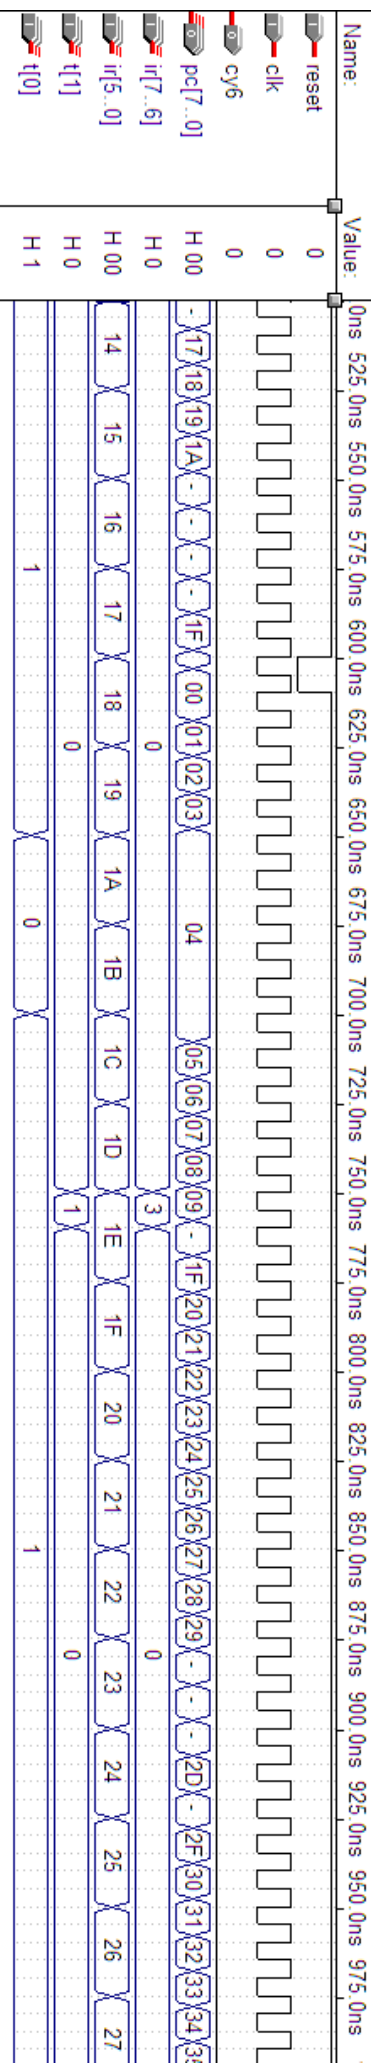 Name: Value: 0ns 525.0ns 550.0ns 575.0ns 600.0ns 625.0ns 650.0ns 675.0ns 700.0ns 725.0ns 750.0ns 775.0ns 800.0ns 825.0ns 850.0ns 875.0ns 900.0ns 925.0ns 950.0ns 975.0ns
reset 0
clk 0
cy6 0
pc[7..0] H 00 - 17 18 19 1A - - - - 1F 00 01 02 03 04 05 06 07 08 09 - 1F 20 21 22 23 24 25 26 27 28 29 - - - 2D - 2F 30 31 32 33 34 35
ir[7..6] H 0 0 3 0
ir[5..0] H 00 14 15 16 17 18 19 1A 1B 1C 1D 1E 1F 20 21 22 23 24 25 26 27
t[1] H 0 0 1 0
t[0] H 1 1 0 1